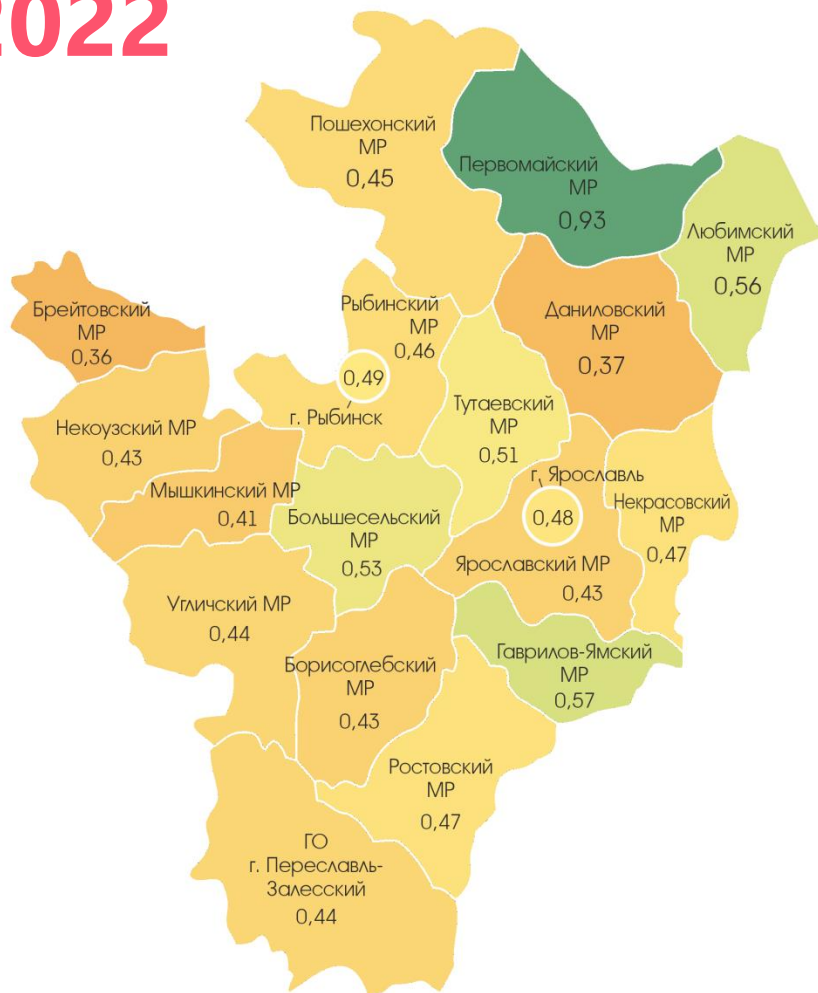 2022
Пошехонский
МР
0,45
Первомайский
МР
0,93
Любимский
МР
0,56
Брейтовский
МР
0,36
Рыбинский
МР
0,46
0,49
г. Рыбинск
Даниловский
МР
0,37
Некоузский МР
0,43
Тутаевский
МР
0,51
Мышкинский МР
0,41
Большесельский
МР
0,53
г. Ярославль
0,48
Некрасовский
МР
0,47
Ярославский МР
0,43
Угличский МР
0,44
Борисоглебский
МР
0,43
Гаврилов-Ямский
МР
0,57
Ростовский
МР
0,47
ГО
г. Переславль-
Залесский
0,44